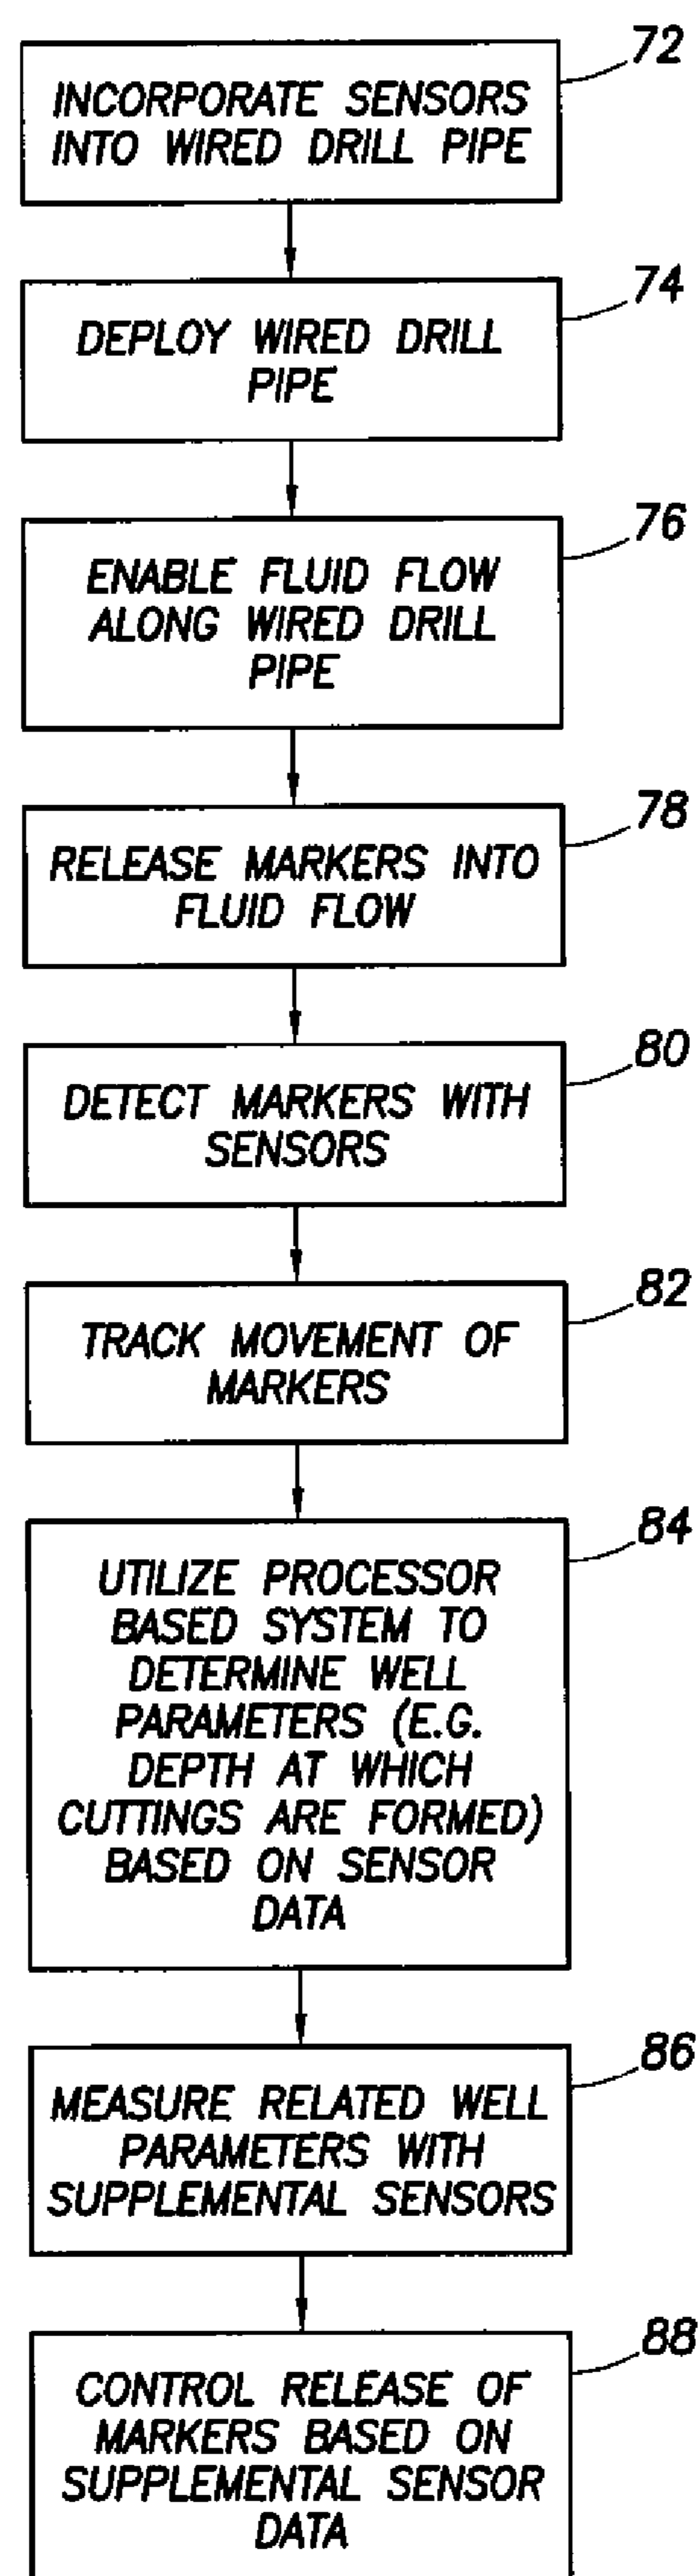 72
INCORPORATE SENSORS
INTO WIRED DRILL PIPE
74
DEPLOY WIRED DRILL
PIPE
76
ENABLE FLUID FLOW
ALONG WIRED DRILL
PIPE
78
RELEASE MARKERS INTO
FLUID FLOW
80
DETECT MARKERS WITH
SENSORS
82
TRACK MOVEMENT OF
MARKERS
84
UTILIZE PROCESSOR
BASED SYSTEM TO
DETERMINE WELL
PARAMETERS (E.G.
DEPTH AT WHICH
CUTTINGS ARE FORMED)
BASED ON SENSOR
DATA
86
MEASURE RELATED WELL
PARAMETERS WITH
SUPPLEMENTAL SENSORS
88
CONTROL RELEASE OF
MARKERS BASED ON
SUPPLEMENTAL SENSOR
DATA